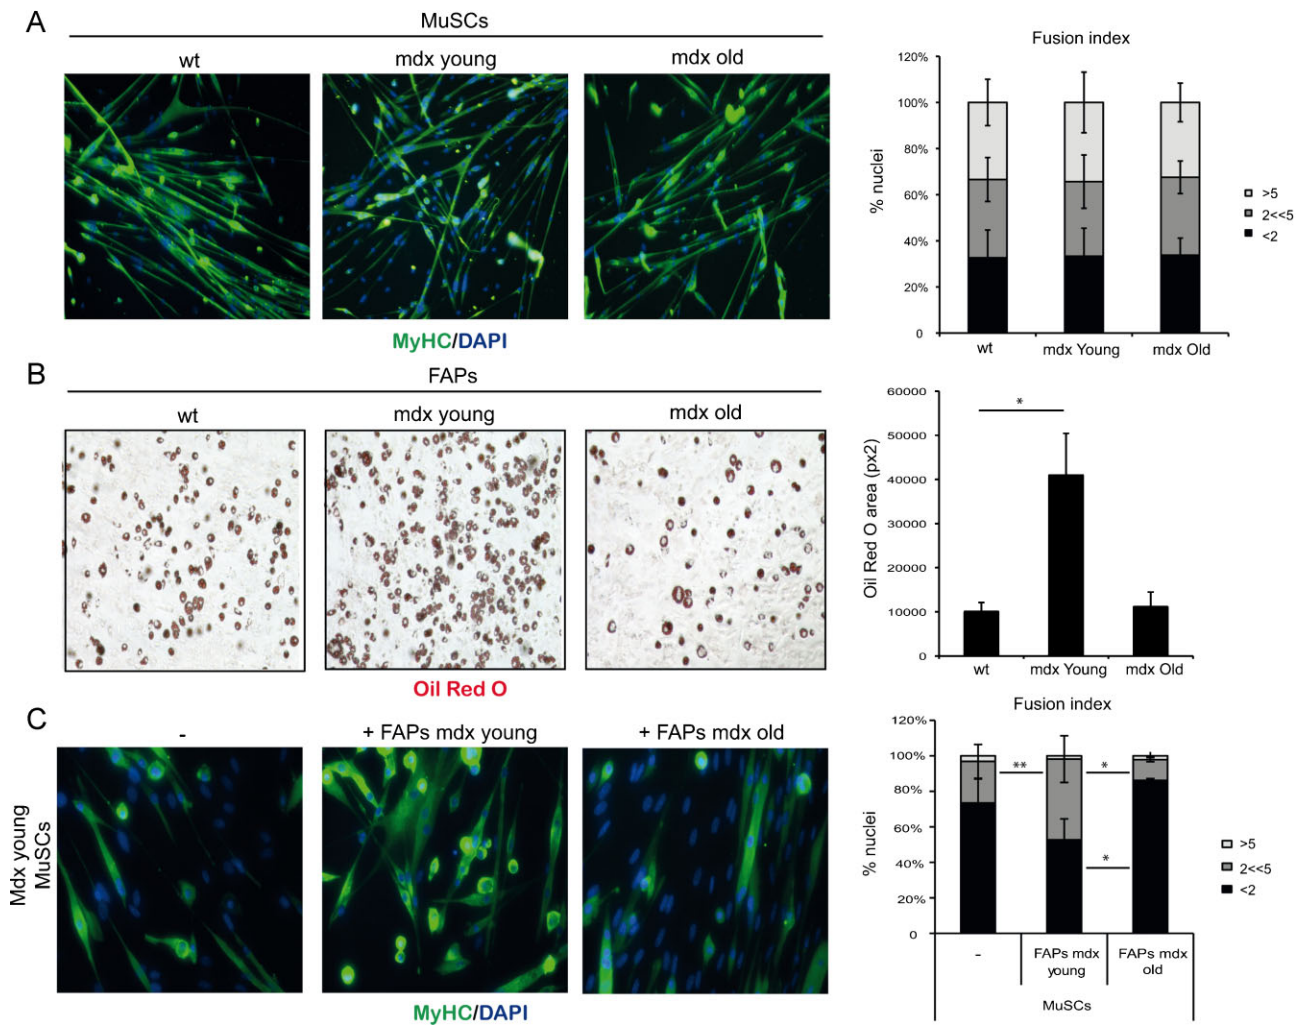 A
MuSCs
wt
mdx young
mdx old
MyHC/DAPI
Fusion index
% nuclei
120%
100%
80%
60%
40%
20%
0
wt
mdx Young
mdx Old
>5
2<<5
<2
B
FAPs
wt
mdx young
mdx old
Oil Red O
Oil Red O area (px2)
60000
50000
40000
30000
20000
10000
0
*
wt
mdx Young
mdx Old
C
-
+ FAPs mdx young
+ FAPs mdx old
Mdx young
MuSCs
MyHC/DAPI
Fusion index
% nuclei
120%
100%
80%
60%
40%
20%
0
**
*
*
-
FAPs mdx
young
FAPs mdx
old
MuSCs
>5
2<<5
<2